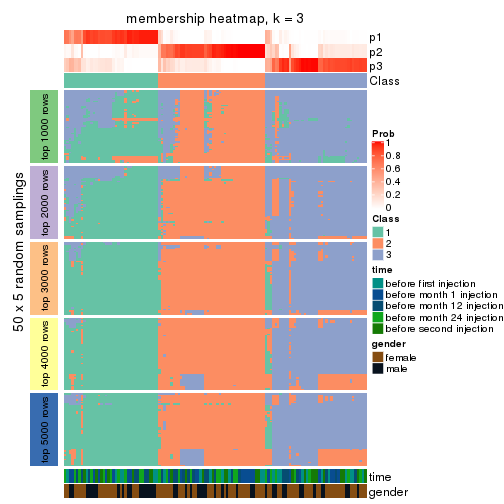 membership heatmap, k = 3
p1
p2
p3
Class
50 x 5 random samplings
top 1000 rows
top 2000 rows
top 3000 rows
top 4000 rows
top 5000 rows
time
gender
Prob
1
0.8
0.6
0.4
0.2
0
Class
1
2
3
time
before first injection
before month 1 injection
before month 12 injection
before month 24 injection
before second injection
gender
female
male